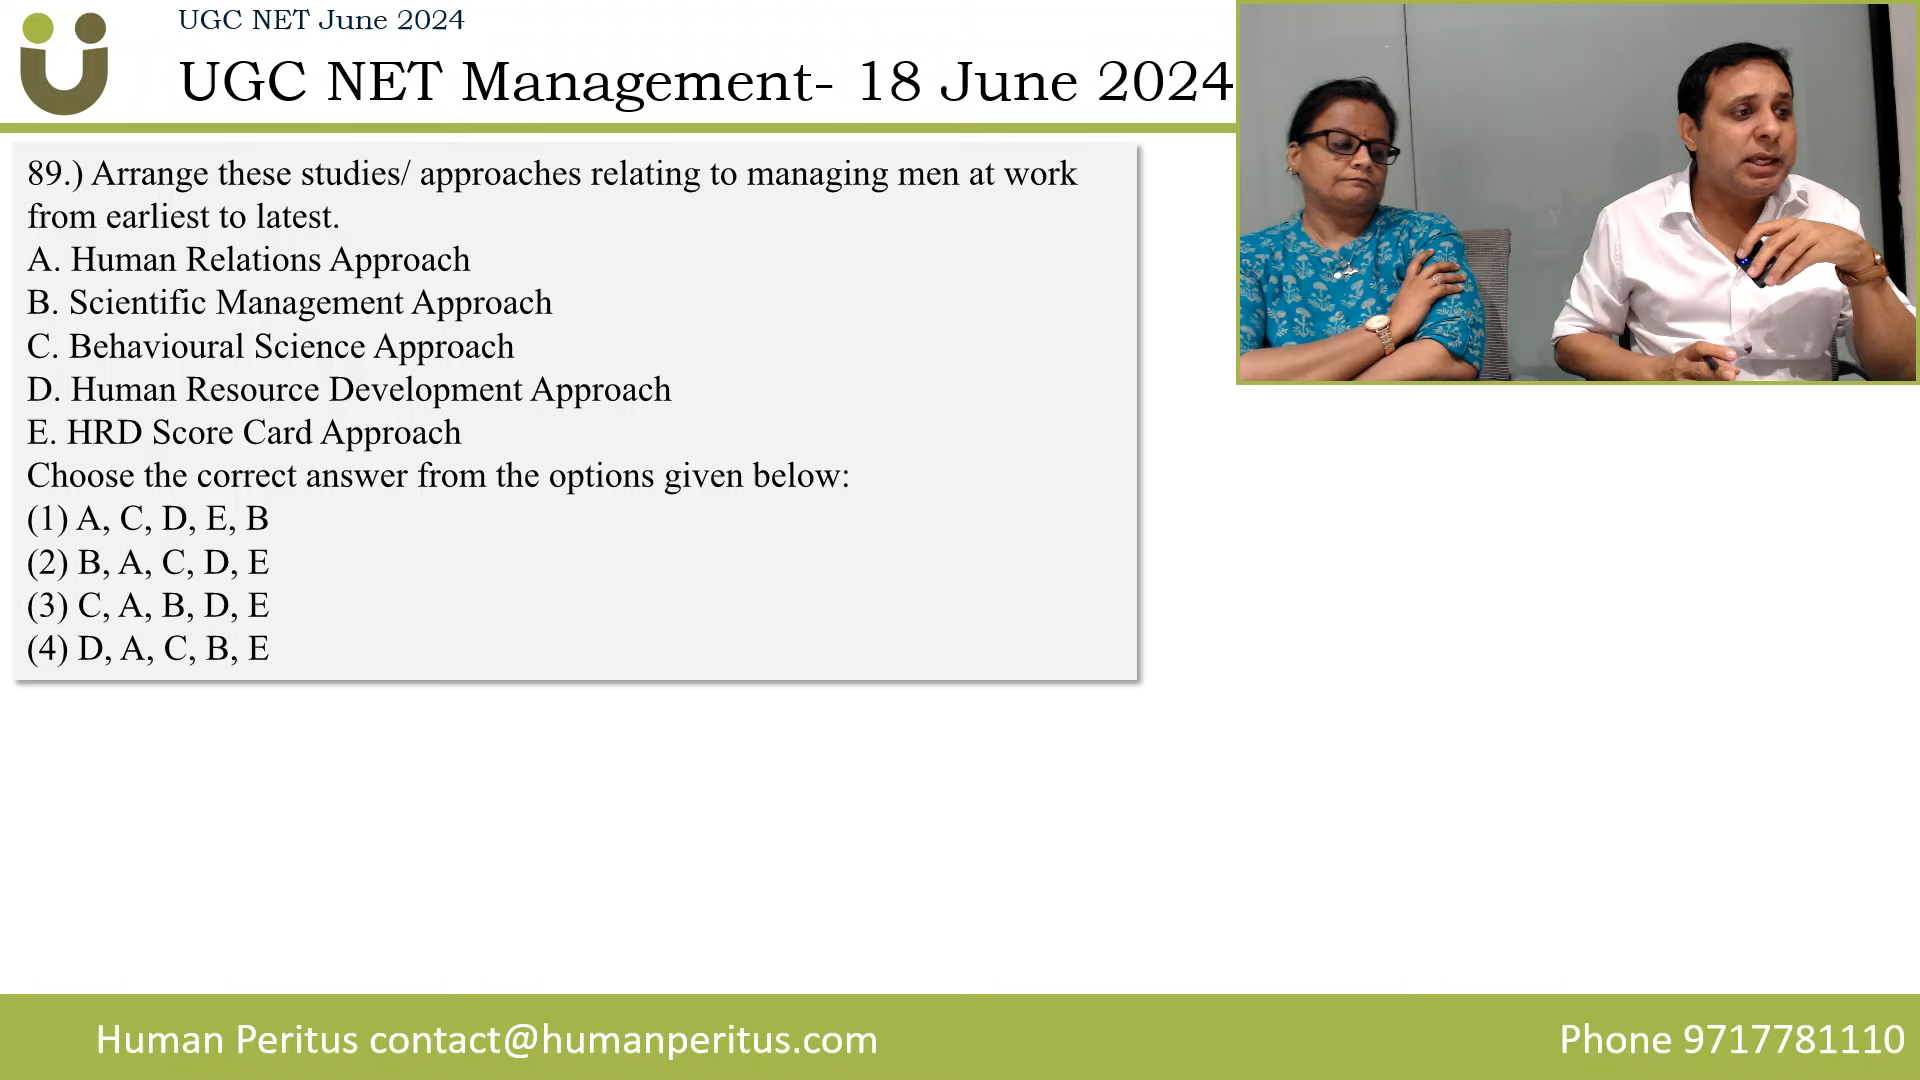 UGC NET June 2024
UGC NET Management- 18 June 2024
89.) Arrange these studies/ approaches relating to managing men at work
from earliest to latest.
A. Human Relations Approach
B. Scientific Management Approach
C. Behavioural Science Approach
D. Human Resource Development Approach
E. HRD Score Card Approach
Choose the correct answer from the options given below:
(1) A, C, D, E, B
(2) B, A, C, D, E
(3) C, A, B, D, E
(4) D, A, C, B, E
Human Peritus contact@humanperitus.com
Phone 9717781110